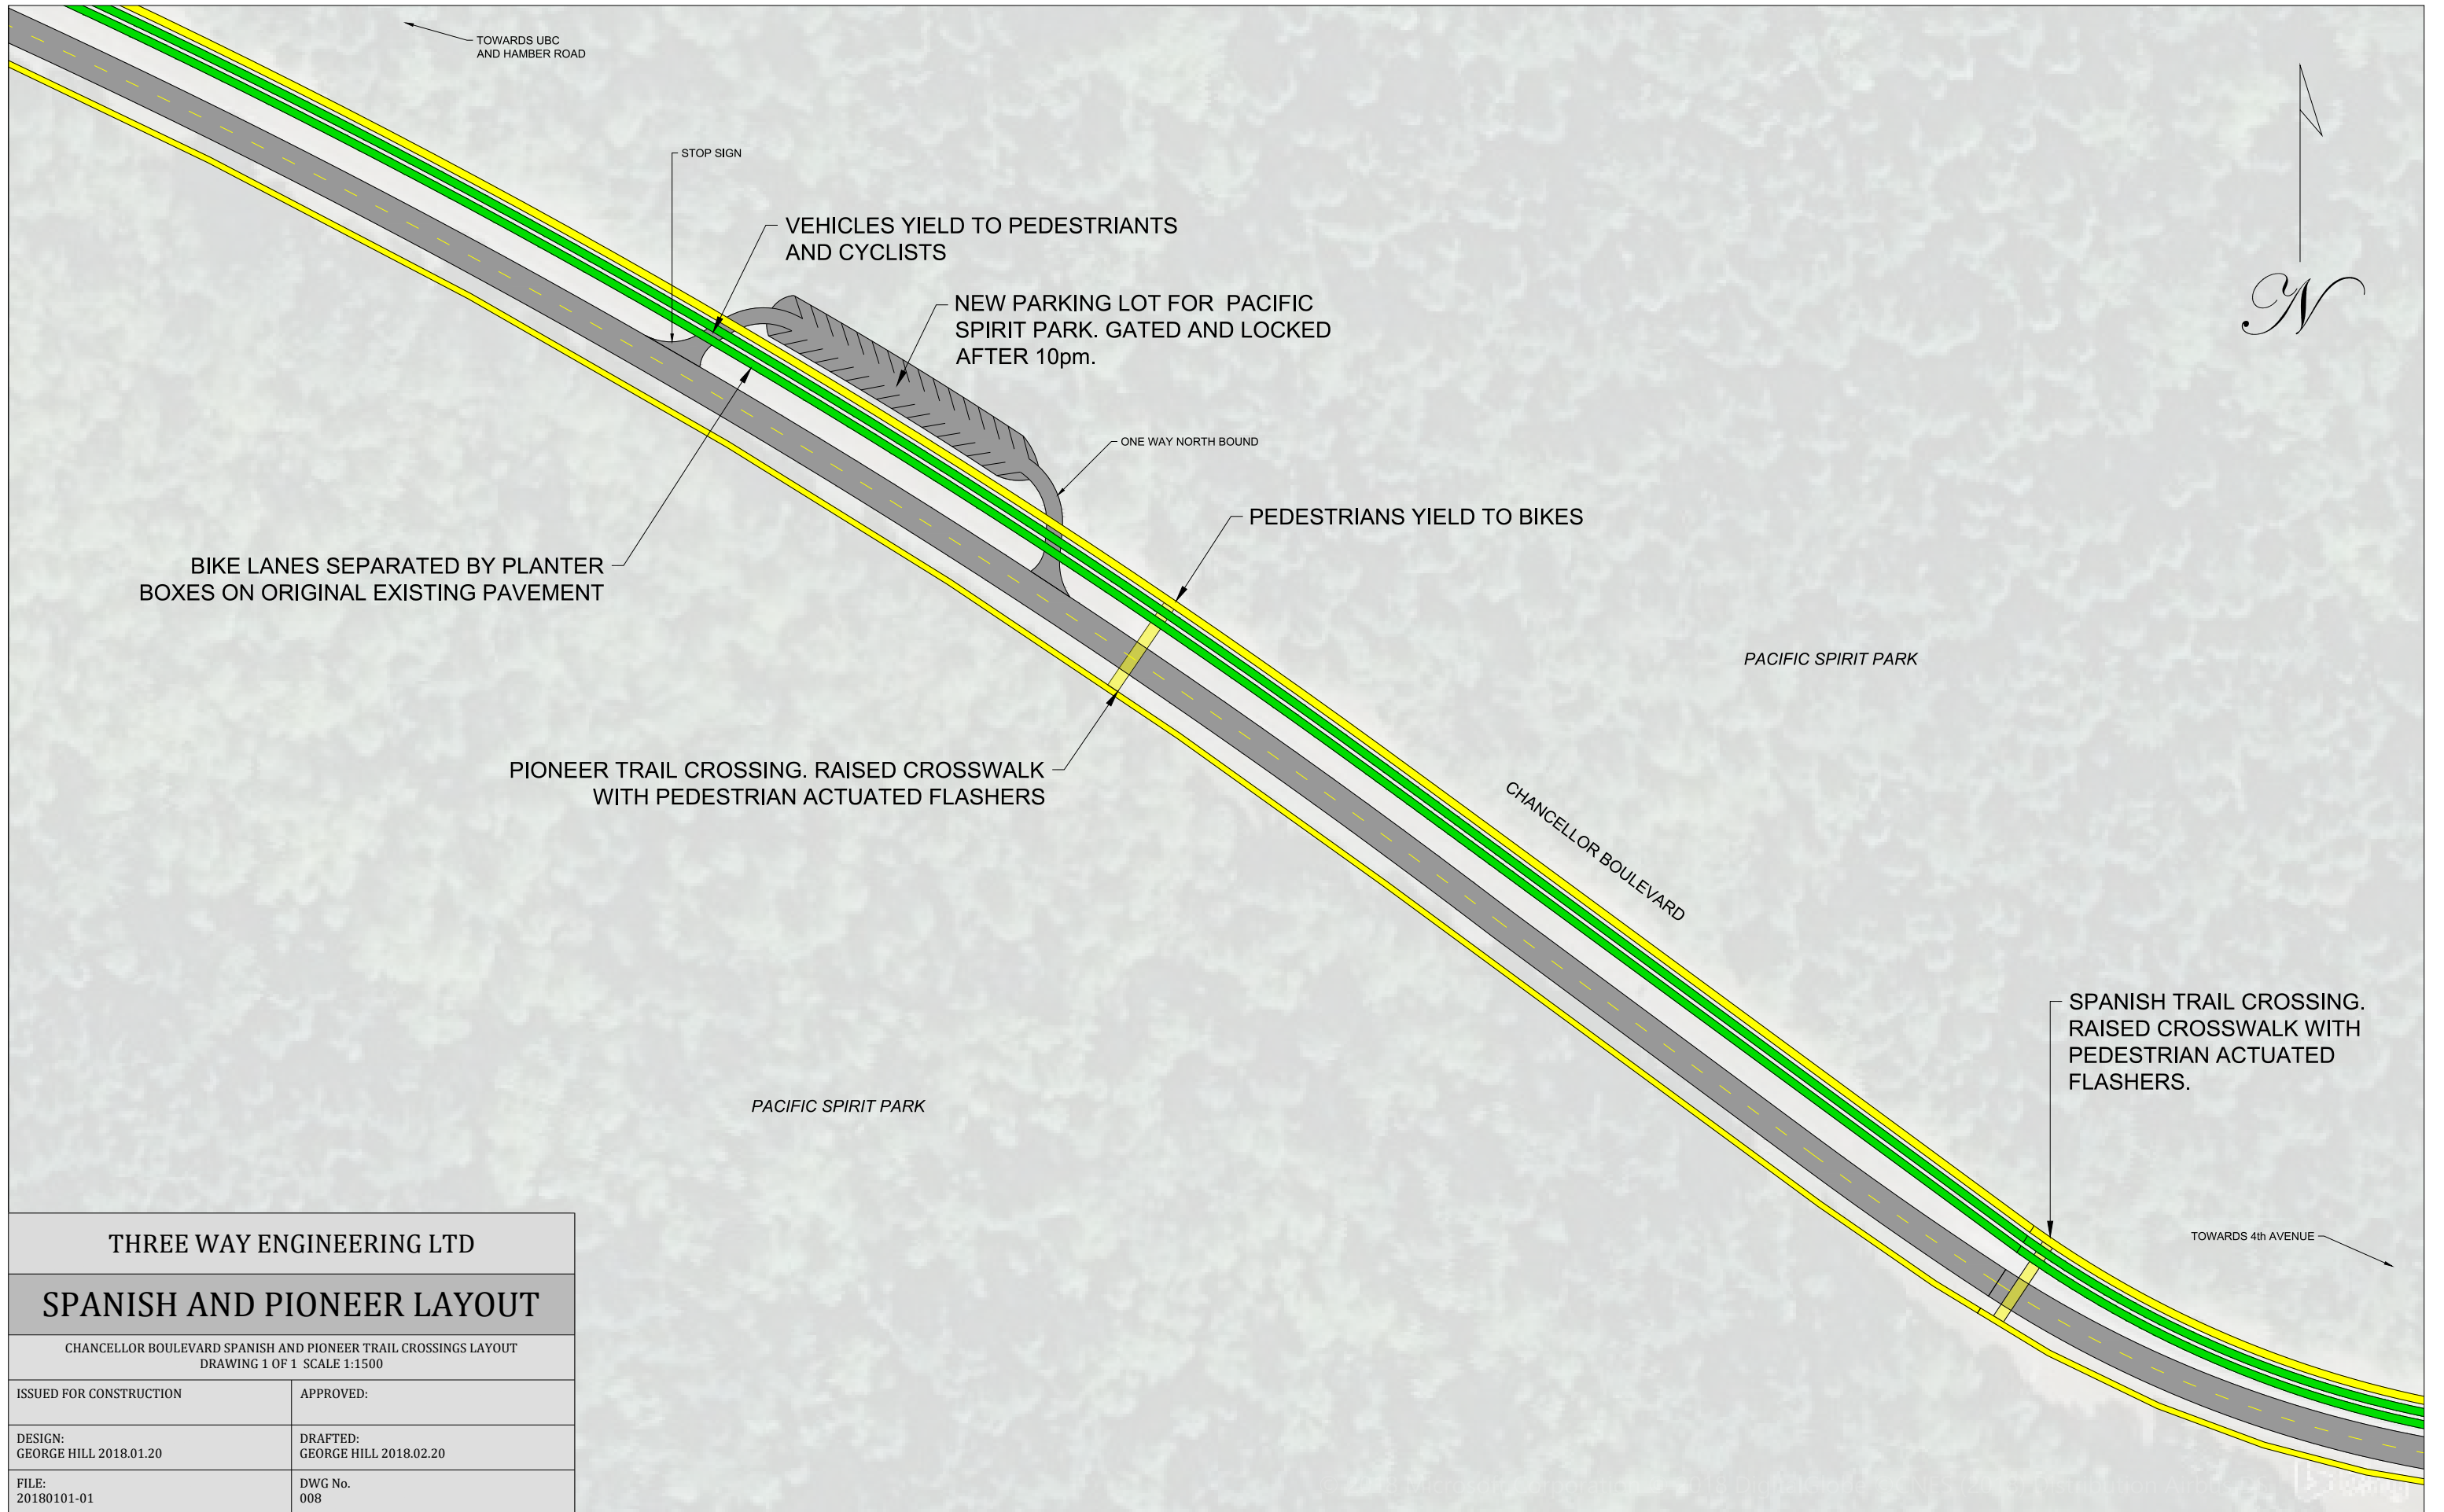 TOWARDS UBC
AND HAMBER ROAD
STOP SIGN
VEHICLES YIELD TO PEDESTRIANTS
AND CYCLISTS
NEW PARKING LOT FOR PACIFIC
SPIRIT PARK. GATED AND LOCKED
AFTER 10pm.
N
ONE WAY NORTH BOUND
PEDESTRIANS YIELD TO BIKES
BIKE LANES SEPARATED BY PLANTER
BOXES ON ORIGINAL EXISTING PAVEMENT
PACIFIC SPIRIT PARK
PIONEER TRAIL CROSSING. RAISED CROSSWALK
WITH PEDESTRIAN ACTUATED FLASHERS
CHANCELLOR BOULEVARD
SPANISH TRAIL CROSSING.
RAISED CROSSWALK WITH
PEDESTRIAN ACTUATED
FLASHERS.
PACIFIC SPIRIT PARK
TOWARDS 4th AVENUE
THREE WAY ENGINEERING LTD
SPANISH AND PIONEER LAYOUT
CHANCELLOR BOULEVARD SPANISH AND PIONEER TRAIL CROSSINGS LAYOUT
DRAWING 1 OF 1 SCALE 1:1500
ISSUED FOR CONSTRUCTION
APPROVED:
DESIGN:
GEORGE HILL 2018.01.20
DRAFTED:
GEORGE HILL 2018.02.20
FILE:
20180101-01
DWG No.
008